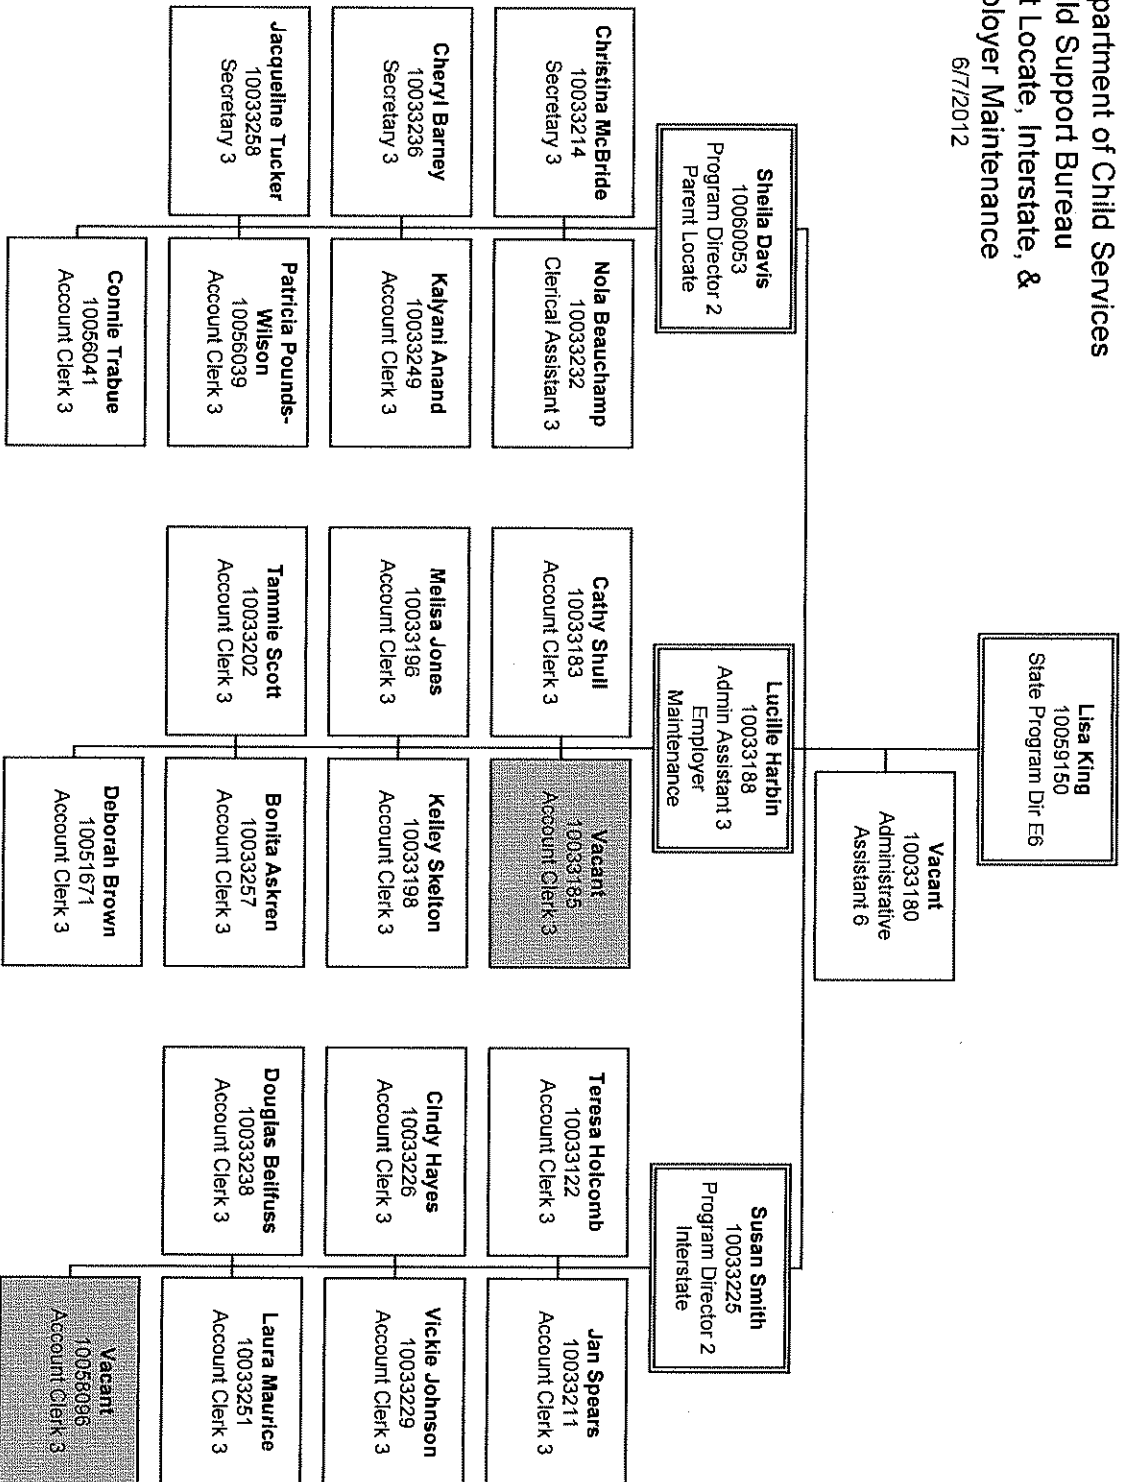 partment of Child Services
ld Support Bureau
t Locate, Interstate, &
ployer Maintenance
6/7/2012
Lisa King
10059150
State Program Dir E6
Vacant
10033180
Administrative
Assistant 6
Sheila Davis
10060053
Program Director 2
Parent Locate
Lucille Harbin
10033188
Admin Assistant 3
Employer
Maintenance
Susan Smith
10033225
Program Director 2
Interstate
Christina McBride
10033214
Secretary 3
Nola Beauchamp
10033232
Clerical Assistant 3
Cheryl Barney
10033236
Secretary 3
Kalyani Anand
10033249
Account Clerk 3
Jacqueline Tucker
10033258
Secretary 3
Patricia Pounds-
Wilson
10056039
Account Clerk 3
Connie Trabue
10056041
Account Clerk 3
Cathy Shull
10033183
Account Clerk 3
Vacant
10033185
Account Clerk 3
Melisa Jones
10033196
Account Clerk 3
Kelley Skelton
10033198
Account Clerk 3
Tammie Scott
10033202
Account Clerk 3
Bonita Askren
10033257
Account Clerk 3
Deborah Brown
10051671
Account Clerk 3
Teresa Holcomb
10033122
Account Clerk 3
Jan Spears
10033211
Account Clerk 3
Cindy Hayes
10033226
Account Clerk 3
Vickie Johnson
10033229
Account Clerk 3
Douglas Beilfuss
10033238
Account Clerk 3
Laura Maurice
10033251
Account Clerk 3
Vacant
10058096
Account Clerk 3